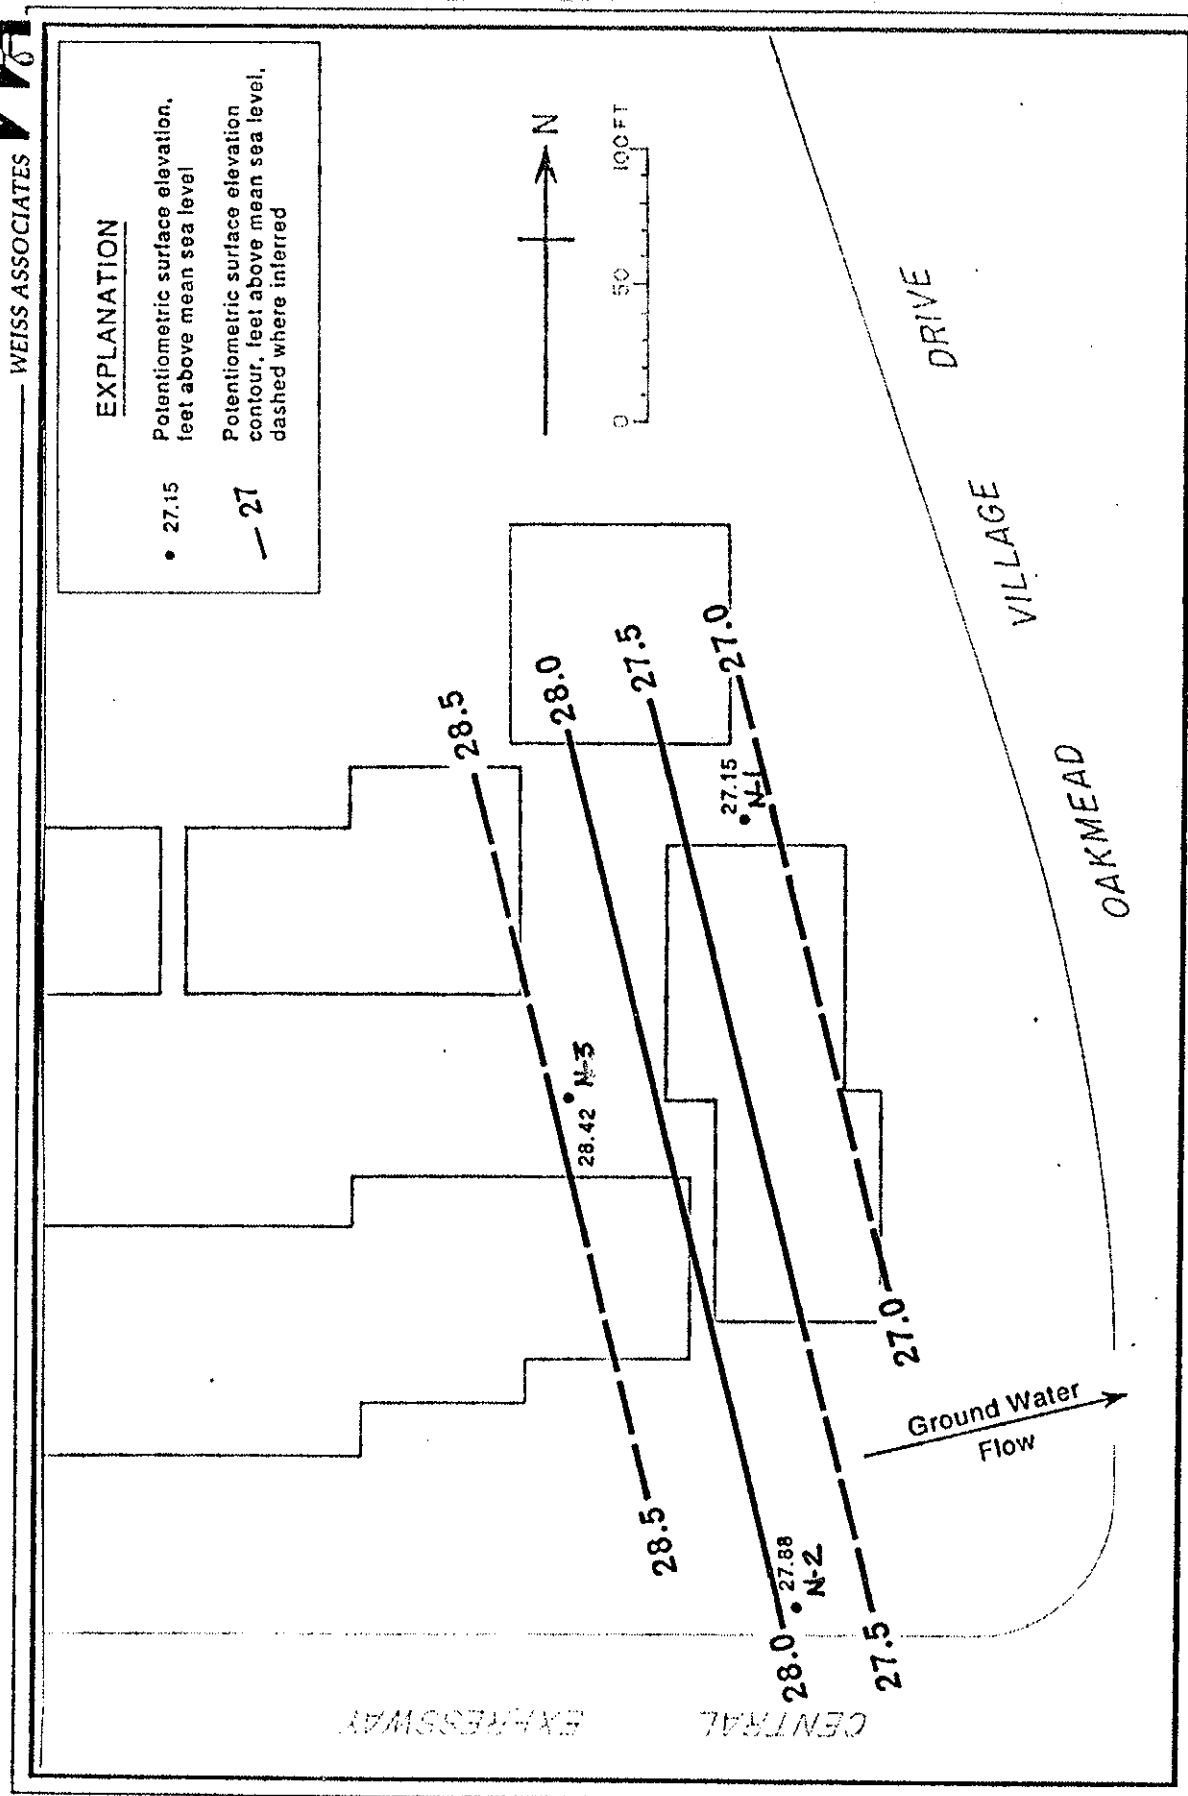 WEISS ASSOCIATES
EXPLANATION
• 27.15 Potentiometric surface elevation,
feet above mean sea level
— 27 Potentiometric surface elevation
contour, feet above mean sea level,
dashed where inferred
N
0 50 100 FT
28.5
28.0
27.5
27.0
27.15
N-1
28.42 N-3
27.88
N-2
28.5
28.0
27.5
27.0
Ground Water
Flow
OAKMEAD VILLAGE DRIVE
CENTRAL EXPRESSWAY